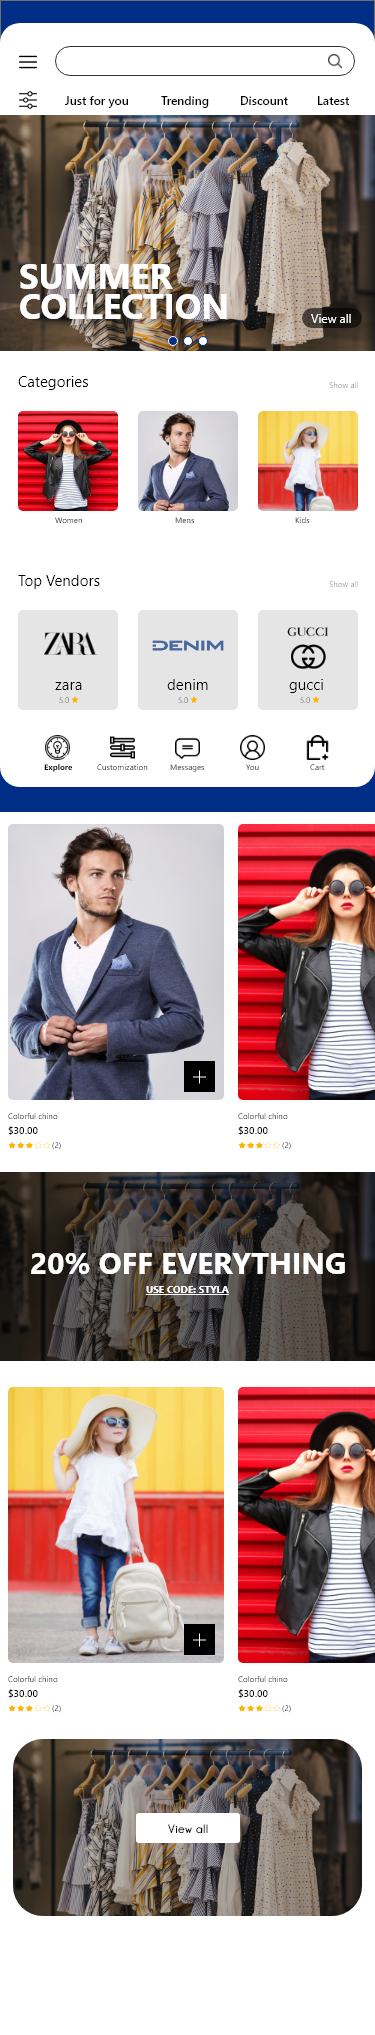 Just for you Trending Discount Latest
SUMMER
COLLECTION
View all
Categories Show all
Women Mens Kids
Top Vendors Show all
ZARA DENIM GUCCI
zara denim gucci
5.0 5.0 5.0
Explore Customization Messages You Cart
Colorful chino Colorful chino
$30.00 $30.00
(2) (2)
20% OFF EVERYTHING
USE CODE: STYLA
Colorful chino Colorful chino
$30.00 $30.00
(2) (2)
View all